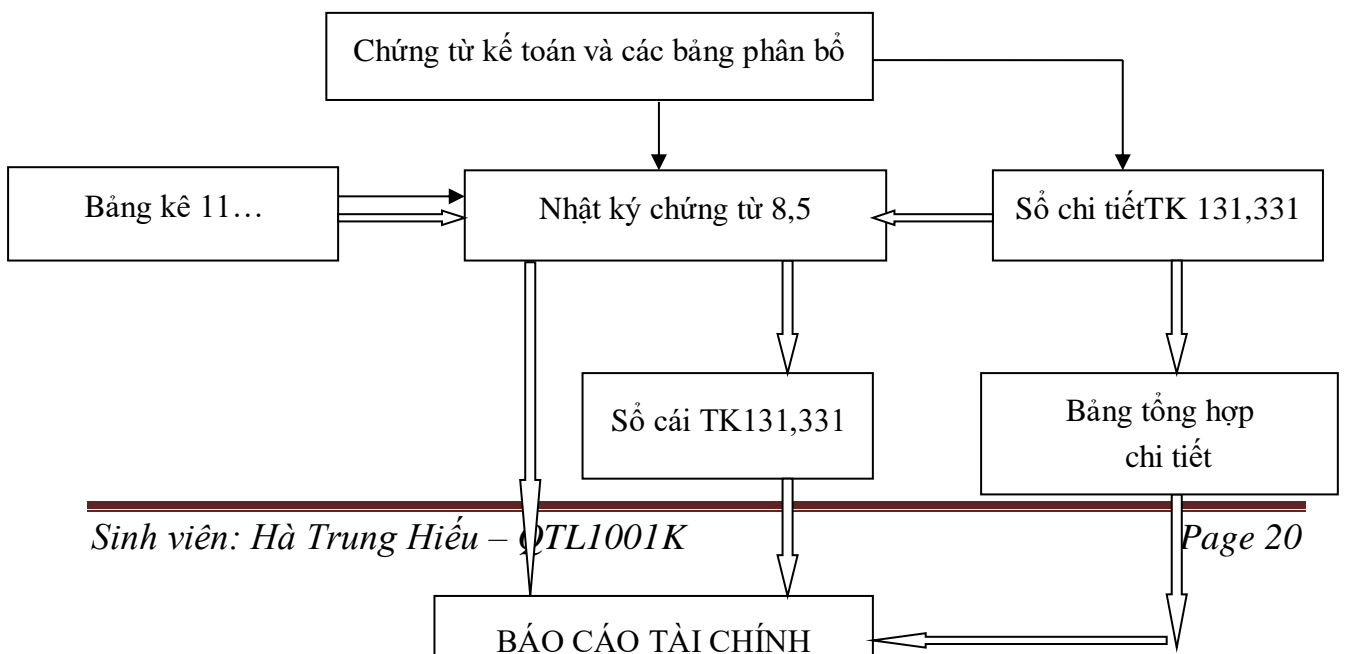 Chứng từ kế toán và các bảng phân bổ
Bảng kê 11…
Nhật ký chứng từ 8,5
Sổ chi tiếtTK 131,331
Sổ cái TK131,331
Bảng tổng hợp
chi tiết
Sinh viên: Hà Trung Hiếu – QTL1001K Page 20
BÁO CÁO TÀI CHÍNH